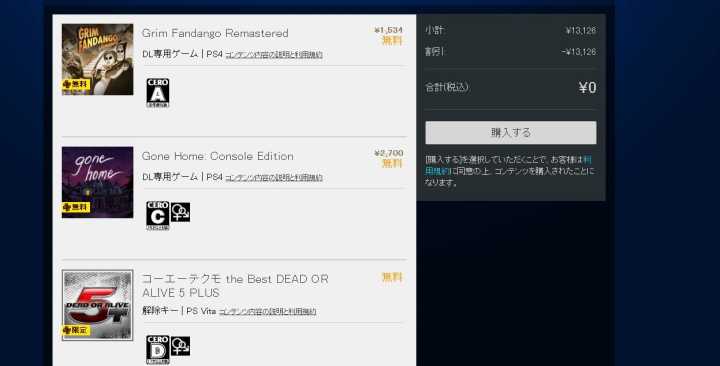 GRIM
FANDANGO
無料
Grim Fandango Remastered
¥1,534
無料
DL専用ゲーム | PS4 コンテンツ内容の説明と利用規約
CERO
A
gone
home
無料
Gone Home: Console Edition
¥2,700
無料
DL専用ゲーム | PS4 コンテンツ内容の説明と利用規約
CERO
C
DEAD OR ALIVE
5+
限定
コーエーテクモ the Best DEAD OR
ALIVE 5 PLUS
無料
解除キー | PS Vita コンテンツ内容の説明と利用規約
CERO
D
小計: ¥13,126
割引: -¥13,126
合計(税込): ¥0
購入する
[購入する]を選択していただくことで、お客様は利
用規約に同意の上、コンテンツを購入されたことに
なります。